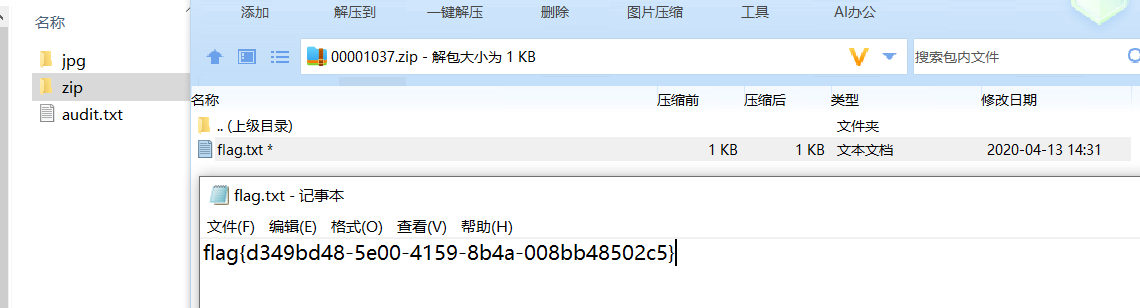 名称
jpg
zip
audit.txt
添加 解压到 一键解压 删除 图片压缩 工具 AI办公
00001037.zip - 解包大小为 1 KB
搜索包内文件
名称 压缩前 压缩后 类型 修改日期
.. (上级目录) 文件夹
flag.txt * 1 KB 1 KB 文本文档 2020-04-13 14:31
flag.txt - 记事本
文件(F) 编辑(E) 格式(O) 查看(V) 帮助(H)
flag{d349bd48-5e00-4159-8b4a-008bb48502c5}